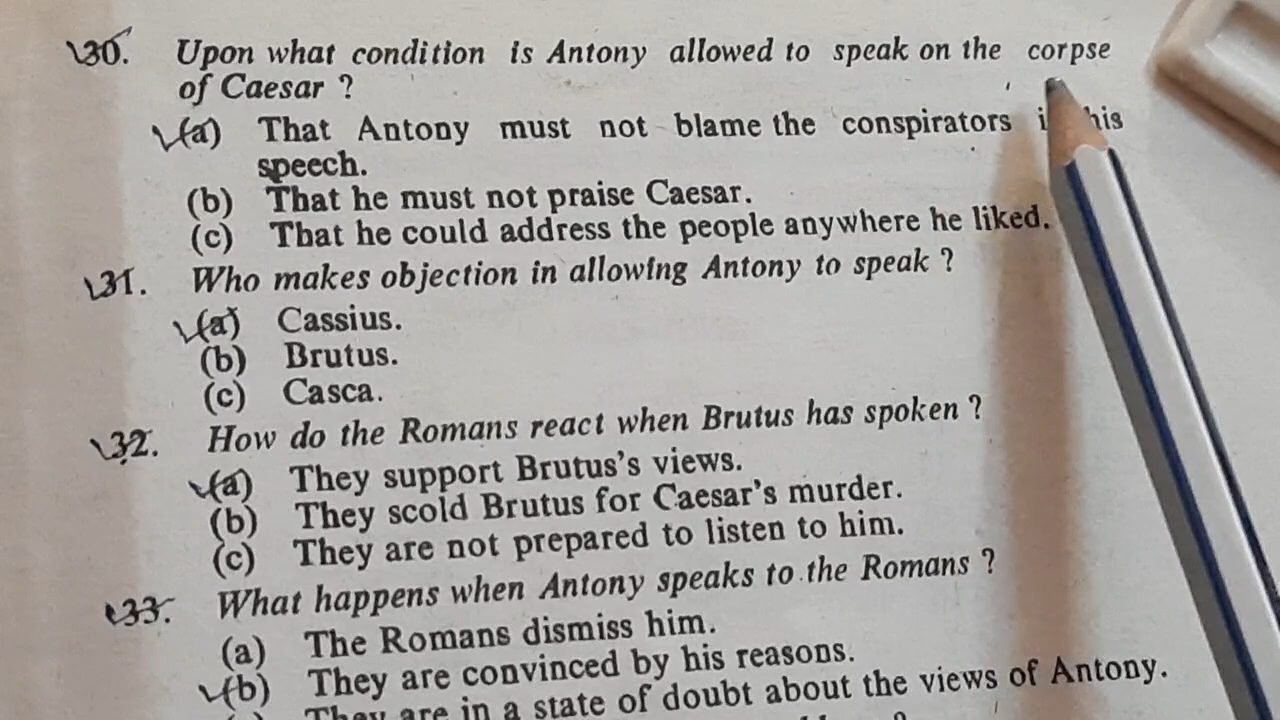 30. Upon what condition is Antony allowed to speak on the corpse
of Caesar ?
(a) That Antony must not blame the conspirators his
speech.
(b) That he must not praise Caesar.
(c) That he could address the people anywhere he liked.
31. Who makes objection in allowing Antony to speak ?
(a) Cassius.
(b) Brutus.
(c) Casca.
32. How do the Romans react when Brutus has spoken ?
(a) They support Brutus's views.
(b) They scold Brutus for Caesar's murder.
(c) They are not prepared to listen to him.
33. What happens when Antony speaks to the Romans ?
(a) The Romans dismiss him.
(b) They are convinced by his reasons.
They are in a state of doubt about the views of Antony.